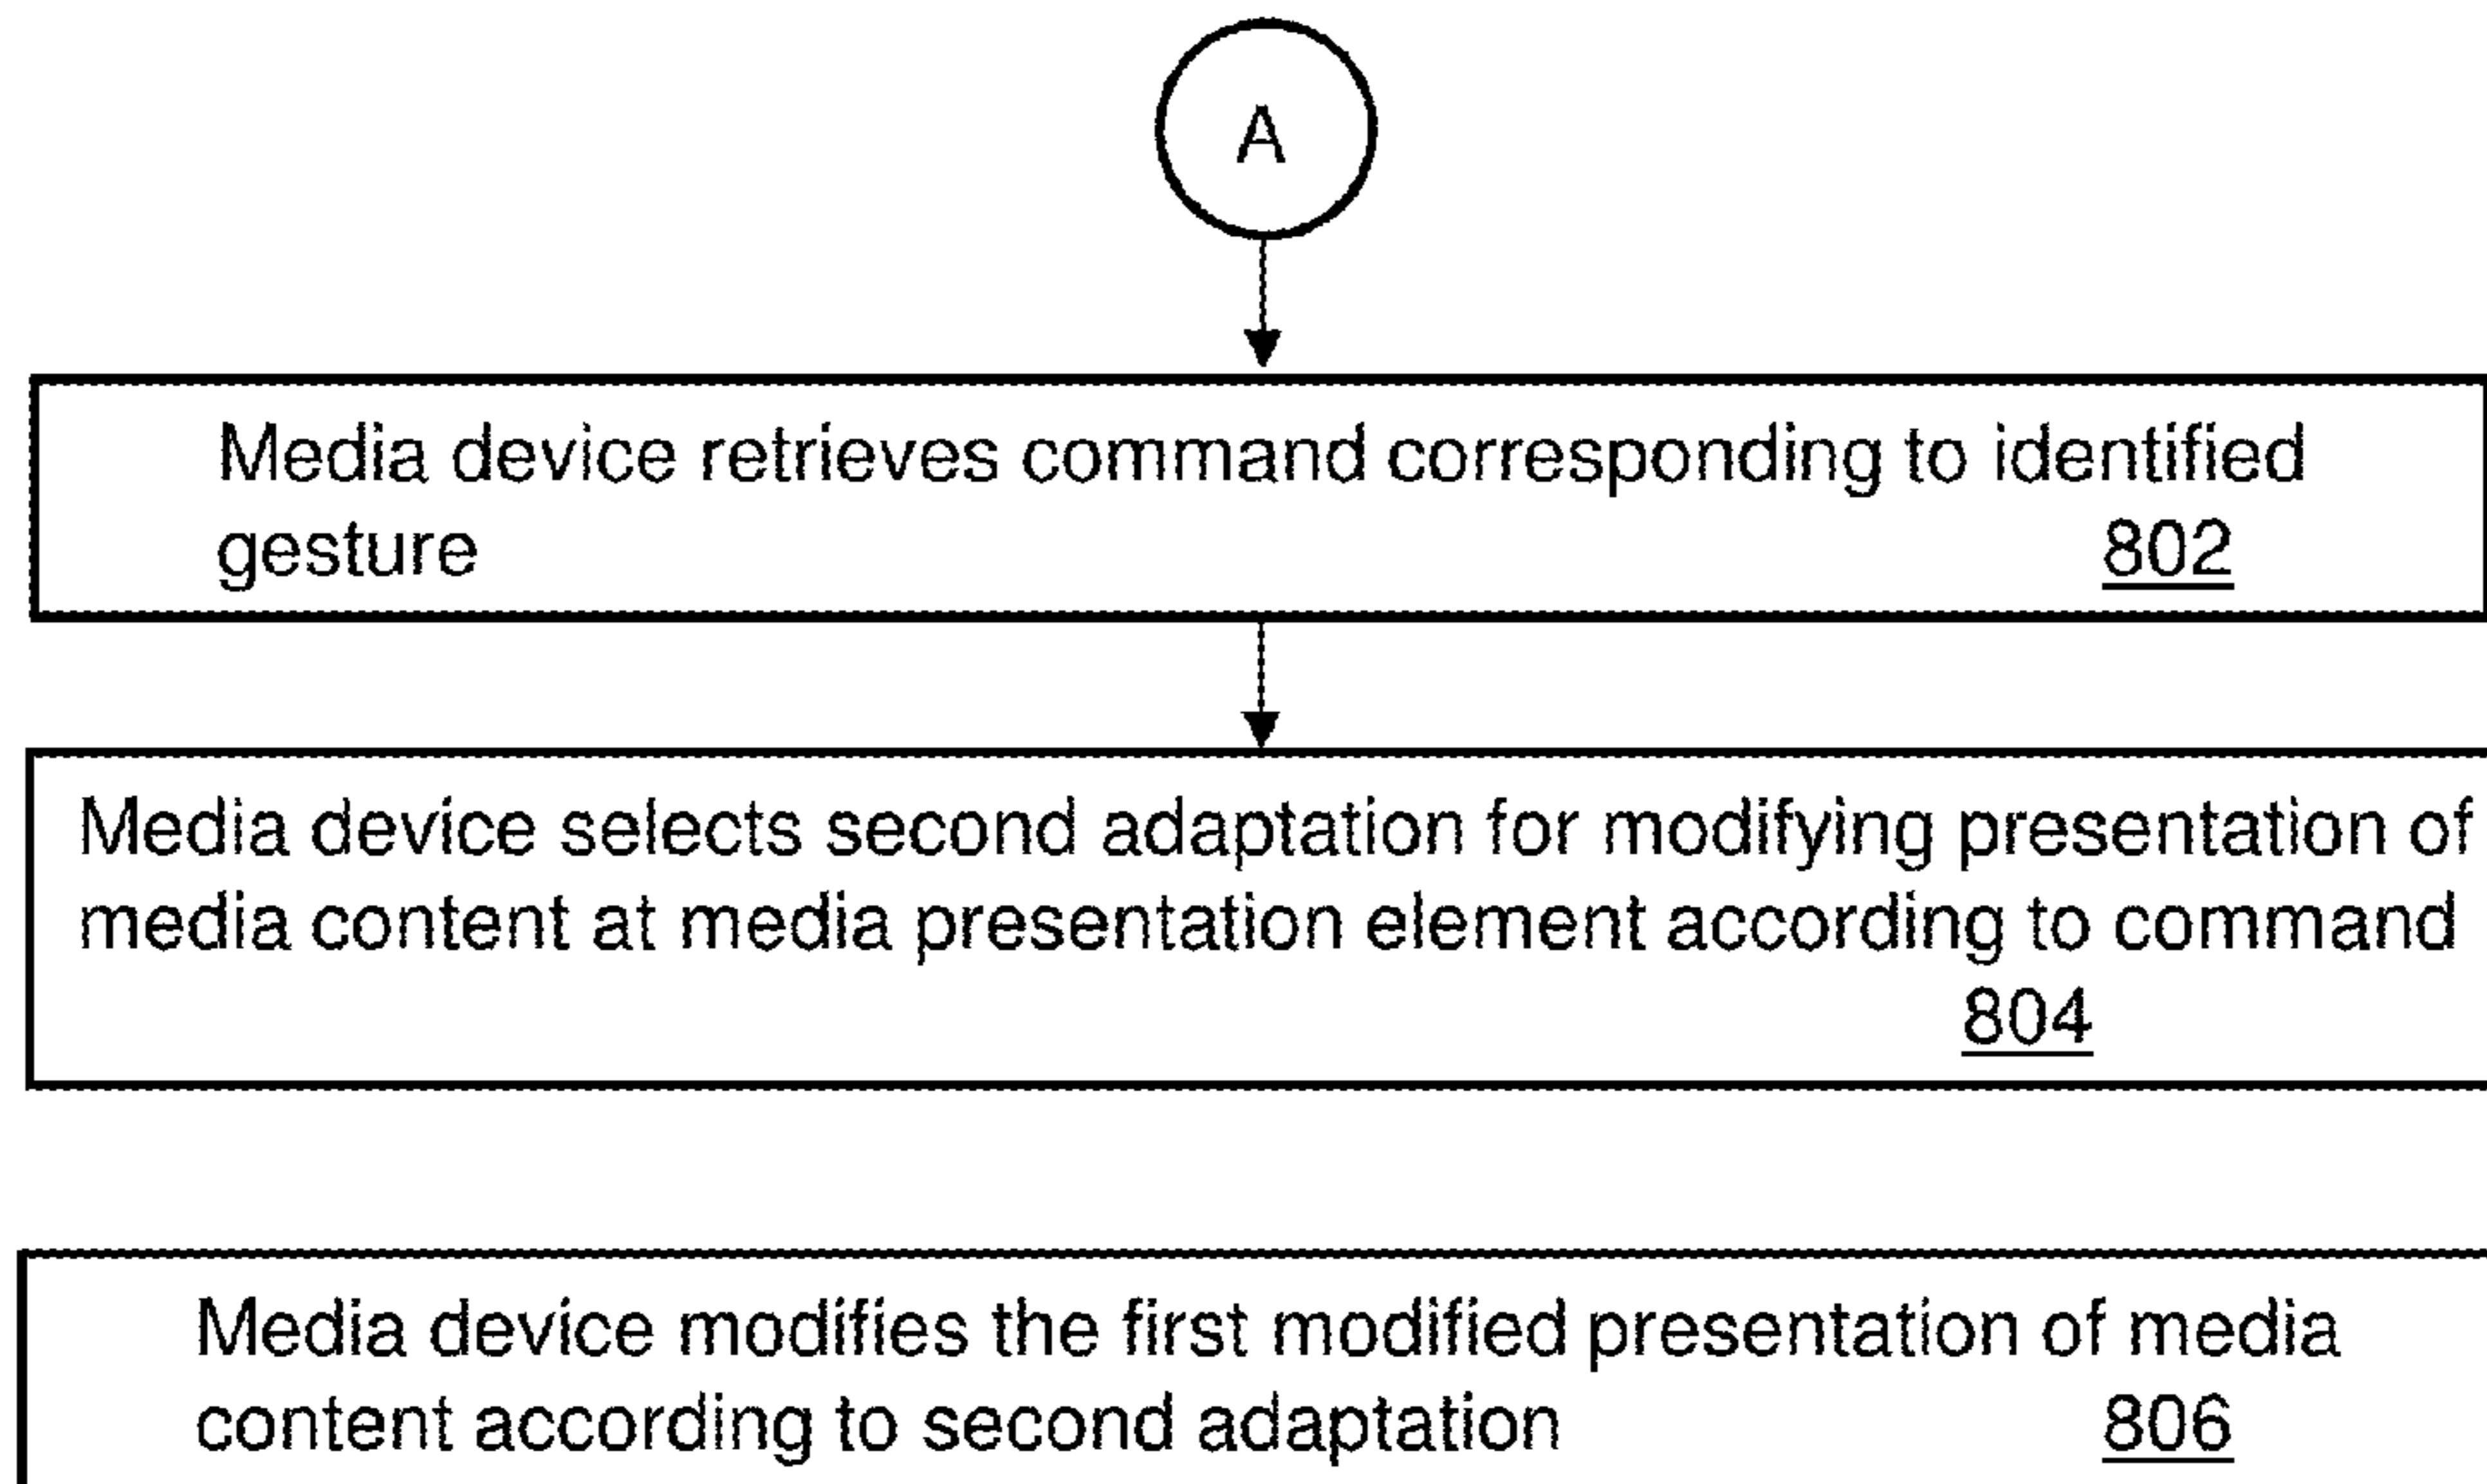 A
Media device retrieves command corresponding to identified
gesture 802
Media device selects second adaptation for modifying presentation of
media content at media presentation element according to command
804
Media device modifies the first modified presentation of media
content according to second adaptation 806